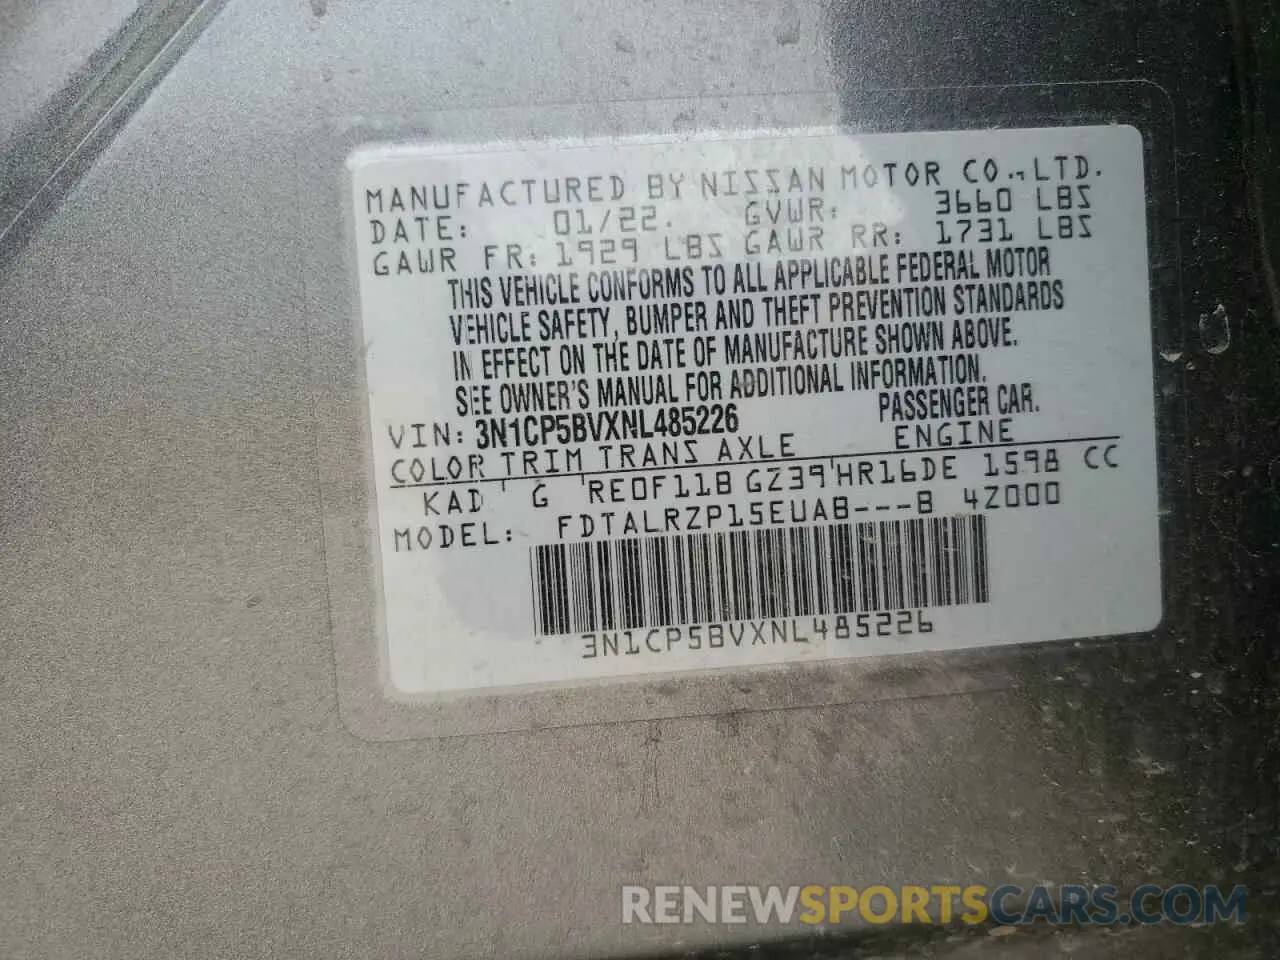 MANUFACTURED BY NISSAN MOTOR CO., LTD.
DATE: 01/22. GVWR: 3660 LBS
GAWR FR: 1929 LBS GAWR RR: 1731 LBS
THIS VEHICLE CONFORMS TO ALL APPLICABLE FEDERAL MOTOR
VEHICLE SAFETY, BUMPER AND THEFT PREVENTION STANDARDS
IN EFFECT ON THE DATE OF MANUFACTURE SHOWN ABOVE.
SEE OWNER'S MANUAL FOR ADDITIONAL INFORMATION.
VIN: 3N1CP5BVXNL485226 PASSENGER CAR.
COLOR TRIM TRANS AXLE ENGINE
KAD ' G 'RE0F11B GZ39'HR16DE 1598 CC
MODEL: FDTALRZP15EUAB---B 4Z000
3N1CP5BVXNL485226
RENEWSPORTSCARS.COM